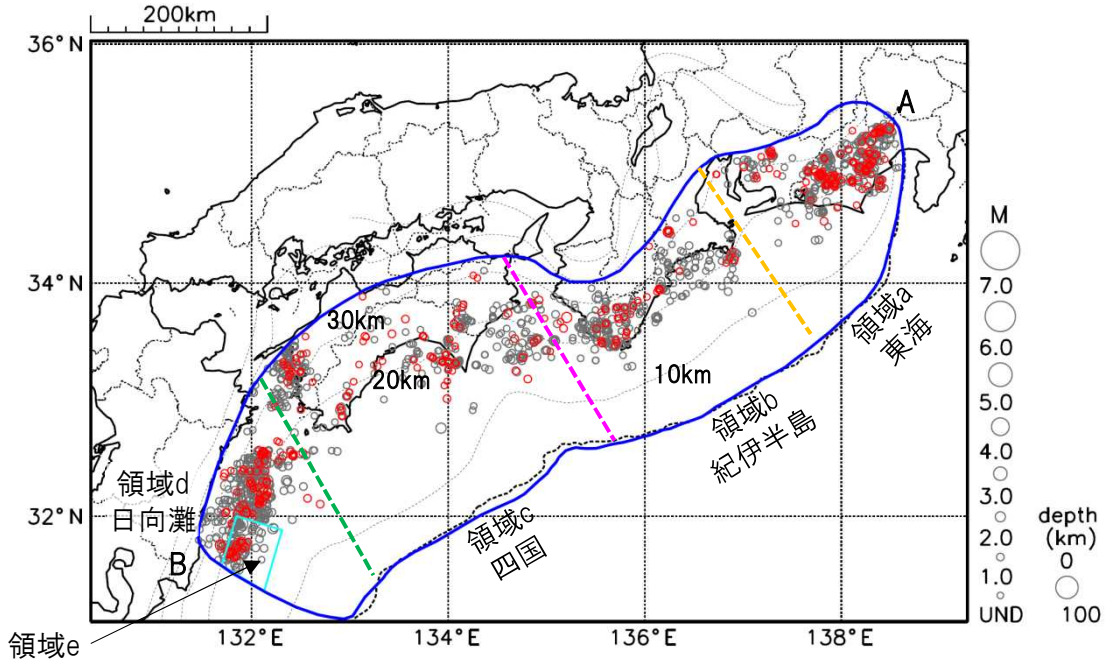 200km
36°N
34°N
32°N
132°E
134°E
136°E
138°E
A
B
30km
20km
10km
領域a
東海
領域b
紀伊半島
領域c
四国
領域d
日向灘
領域e
M
7.0
6.0
5.0
4.0
3.0
2.0
1.0
UND
depth
(km)
0
100